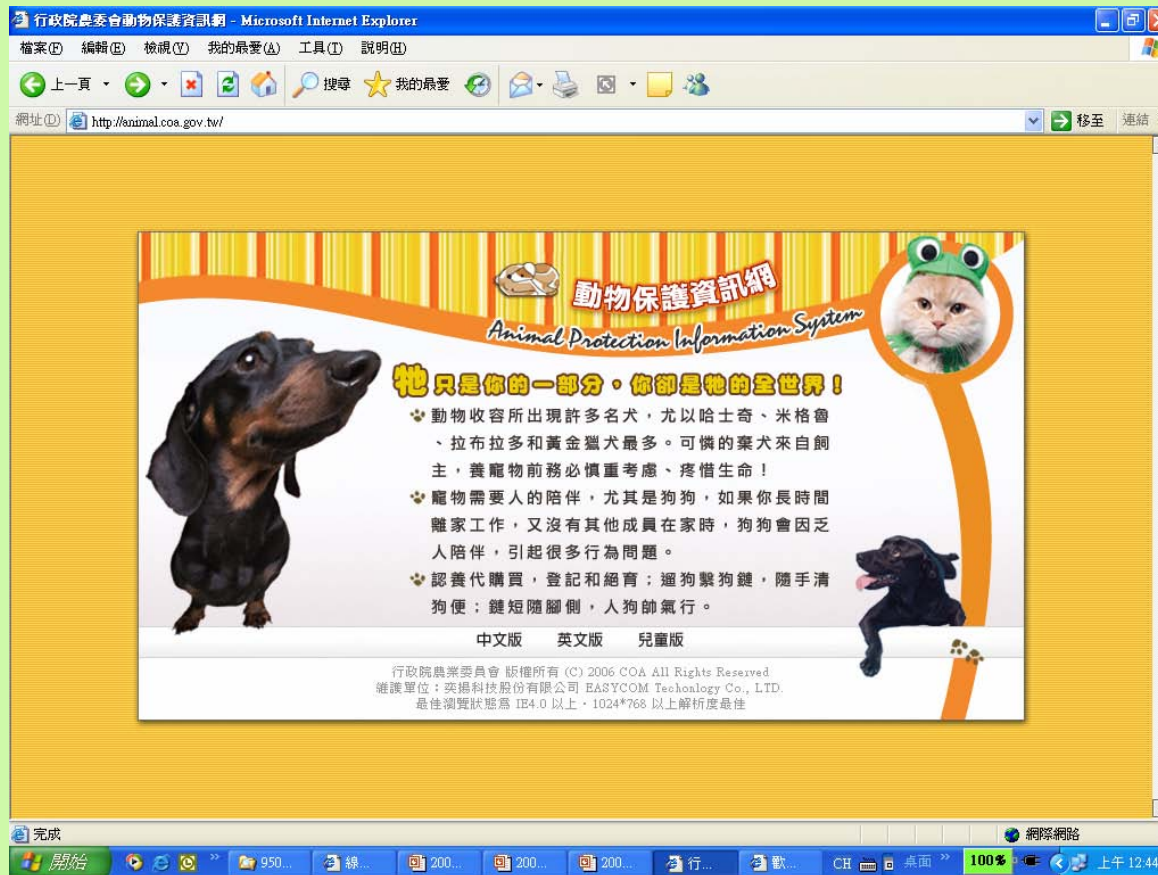 行政院農委會動物保護資訊網 - Microsoft Internet Explorer
檔案(F) 編輯(E) 檢視(V) 我的最愛(A) 工具(T) 說明(H)
上一頁 搜尋 我的最愛
網址(D) http://animal.coa.gov.tw/ 移至 連結
動物保護資訊網
Animal Protection Information System
牠只是你的一部分。你卻是牠的全世界！
動物收容所出現許多名犬，尤以哈士奇、米格魯
、拉布拉多和黃金獵犬最多。可憐的棄犬來自飼
主，養寵物前務必慎重考慮、疼惜生命！
寵物需要人的陪伴，尤其是狗狗，如果你長時間
離家工作，又沒有其他成員在家時，狗狗會因乏
人陪伴，引起很多行為問題。
認養代購買，登記和絕育；遛狗繫狗鏈，隨手清
狗便；鏈短隨腳側，人狗帥氣行。
中文版 英文版 兒童版
行政院農業委員會 版權所有 (C) 2006 COA All Rights Reserved
維護單位：奕揚科技股份有限公司 EASYCOM Techonlogy Co., LTD.
最佳瀏覽狀態為 IE4.0 以上・1024*768 以上解析度最佳
完成 網際網路
開始 950... 線... 200... 200... 200... 行... 歡... CH 桌面 100% 上午 12:44